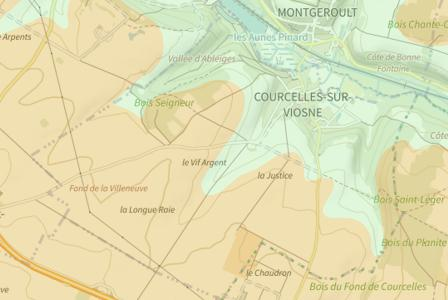 MONTGEROULT
Bois Chante-C
les Aunes Pinard
Arpents
Vallée d'Ableiges
Côte de Bonne
Fontaine
Bois Seigneur
COURCELLES-SUR-
VIOSNE
Côte
le Vif Argent
la Justice
Fond de la Villeneuve
Bois Saint-Léger
la Longue Raie
Bois du Planite
le Chaudron
Bois du Fond de Courcelles